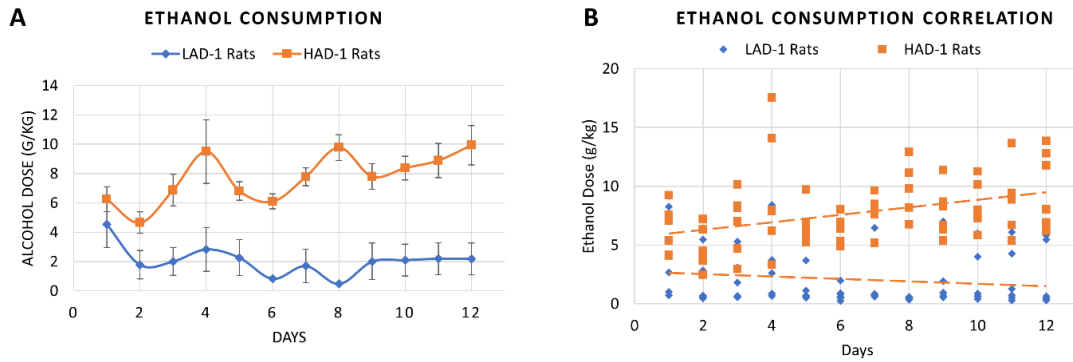 A
ETHANOL CONSUMPTION
LAD-1 Rats HAD-1 Rats
ALCOHOL DOSE (G/KG)
14
12
10
8
6
4
2
0
0 2 4 6 8 10 12
DAYS
B
ETHANOL CONSUMPTION CORRELATION
LAD-1 Rats HAD-1 Rats
Ethanol Dose (g/kg)
20
15
10
5
0
0 2 4 6 8 10 12
Days